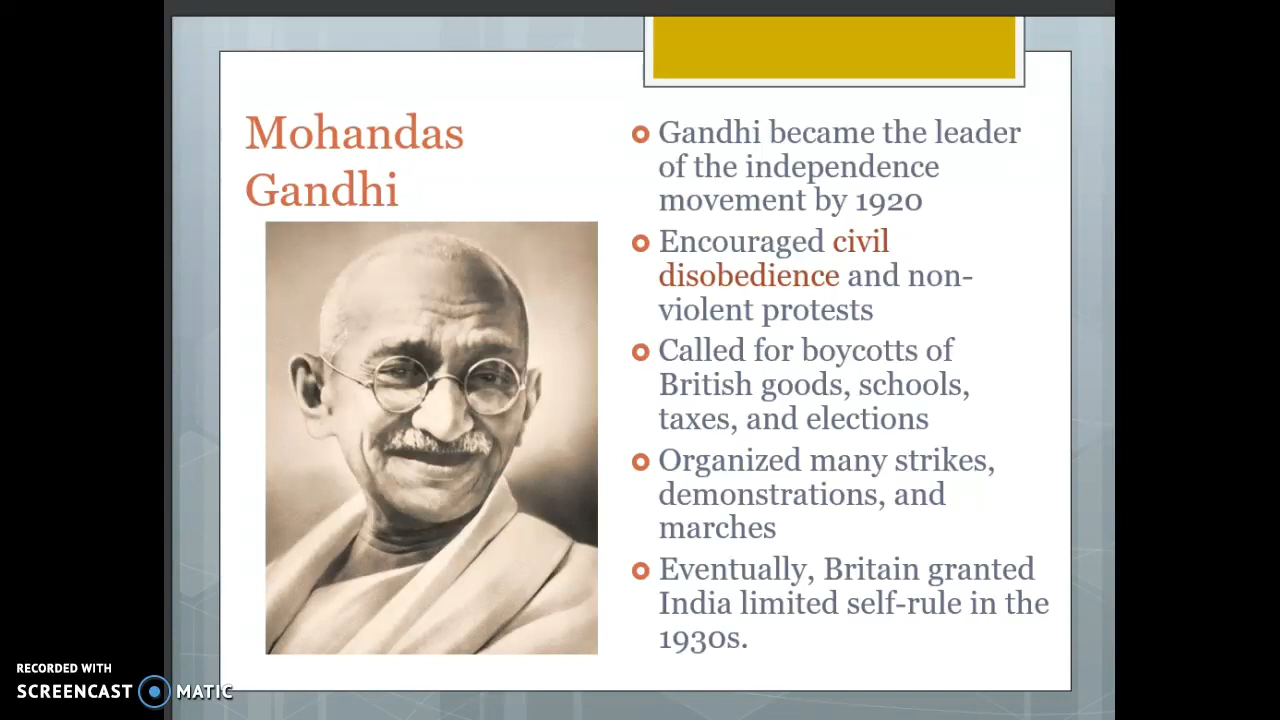 Mohandas
Gandhi
Gandhi became the leader
of the independence
movement by 1920
Encouraged civil
disobedience and non-
violent protests
Called for boycotts of
British goods, schools,
taxes, and elections
Organized many strikes,
demonstrations, and
marches
Eventually, Britain granted
India limited self-rule in the
1930s.
RECORDED WITH
SCREENCAST MATIC